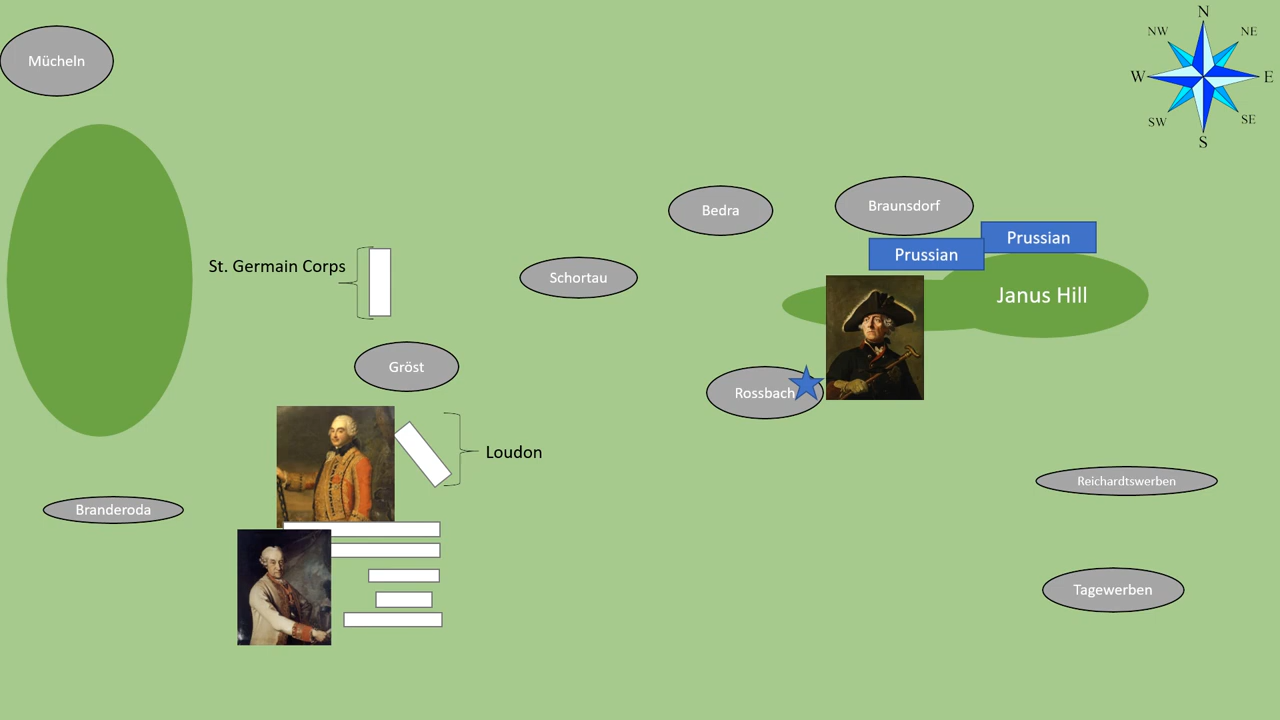 N
NW
NE
W
E
SW
SE
S
Mücheln
Bedra
Braunsdorf
Prussian
Prussian
St. Germain Corps
Schortau
Janus Hill
Gröst
Rossbach
Loudon
Reichardtswerben
Branderoda
Tagewerben